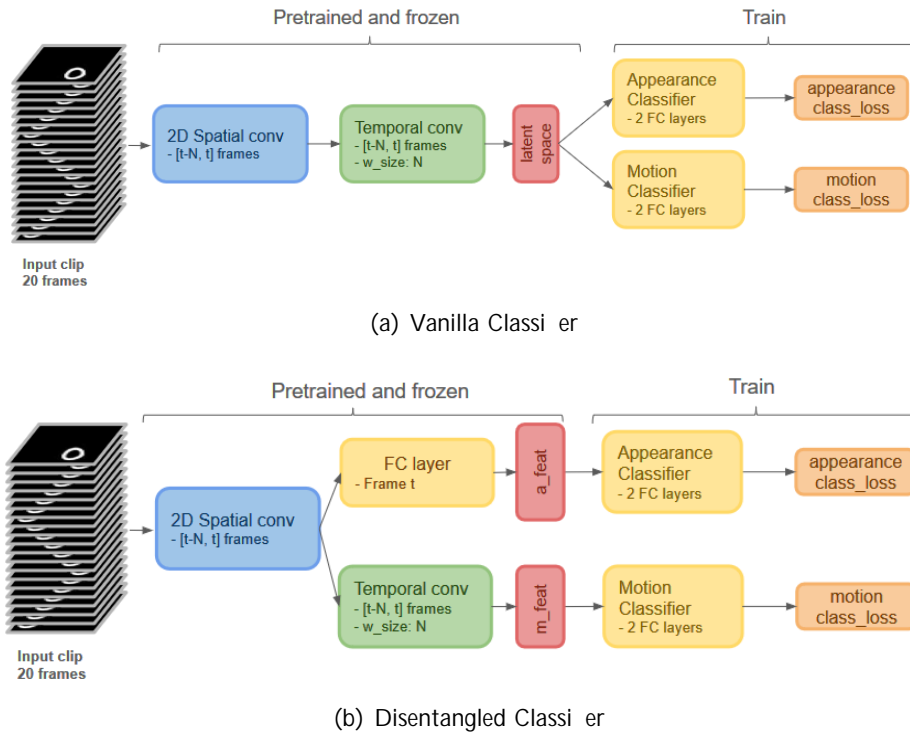 Pretrained and frozen
Train
2D Spatial conv
- [t-N, t] frames
Temporal conv
- [t-N, t] frames
- w_size: N
latent
space
Appearance
Classifier
- 2 FC layers
appearance
class_loss
Motion
Classifier
- 2 FC layers
motion
class_loss
Input clip
20 frames
(a) Vanilla Classi er
Pretrained and frozen
Train
2D Spatial conv
- [t-N, t] frames
FC layer
- Frame t
a_feat
Appearance
Classifier
- 2 FC layers
appearance
class_loss
Temporal conv
- [t-N, t] frames
- w_size: N
m_feat
Motion
Classifier
- 2 FC layers
motion
class_loss
Input clip
20 frames
(b) Disentangled Classi er